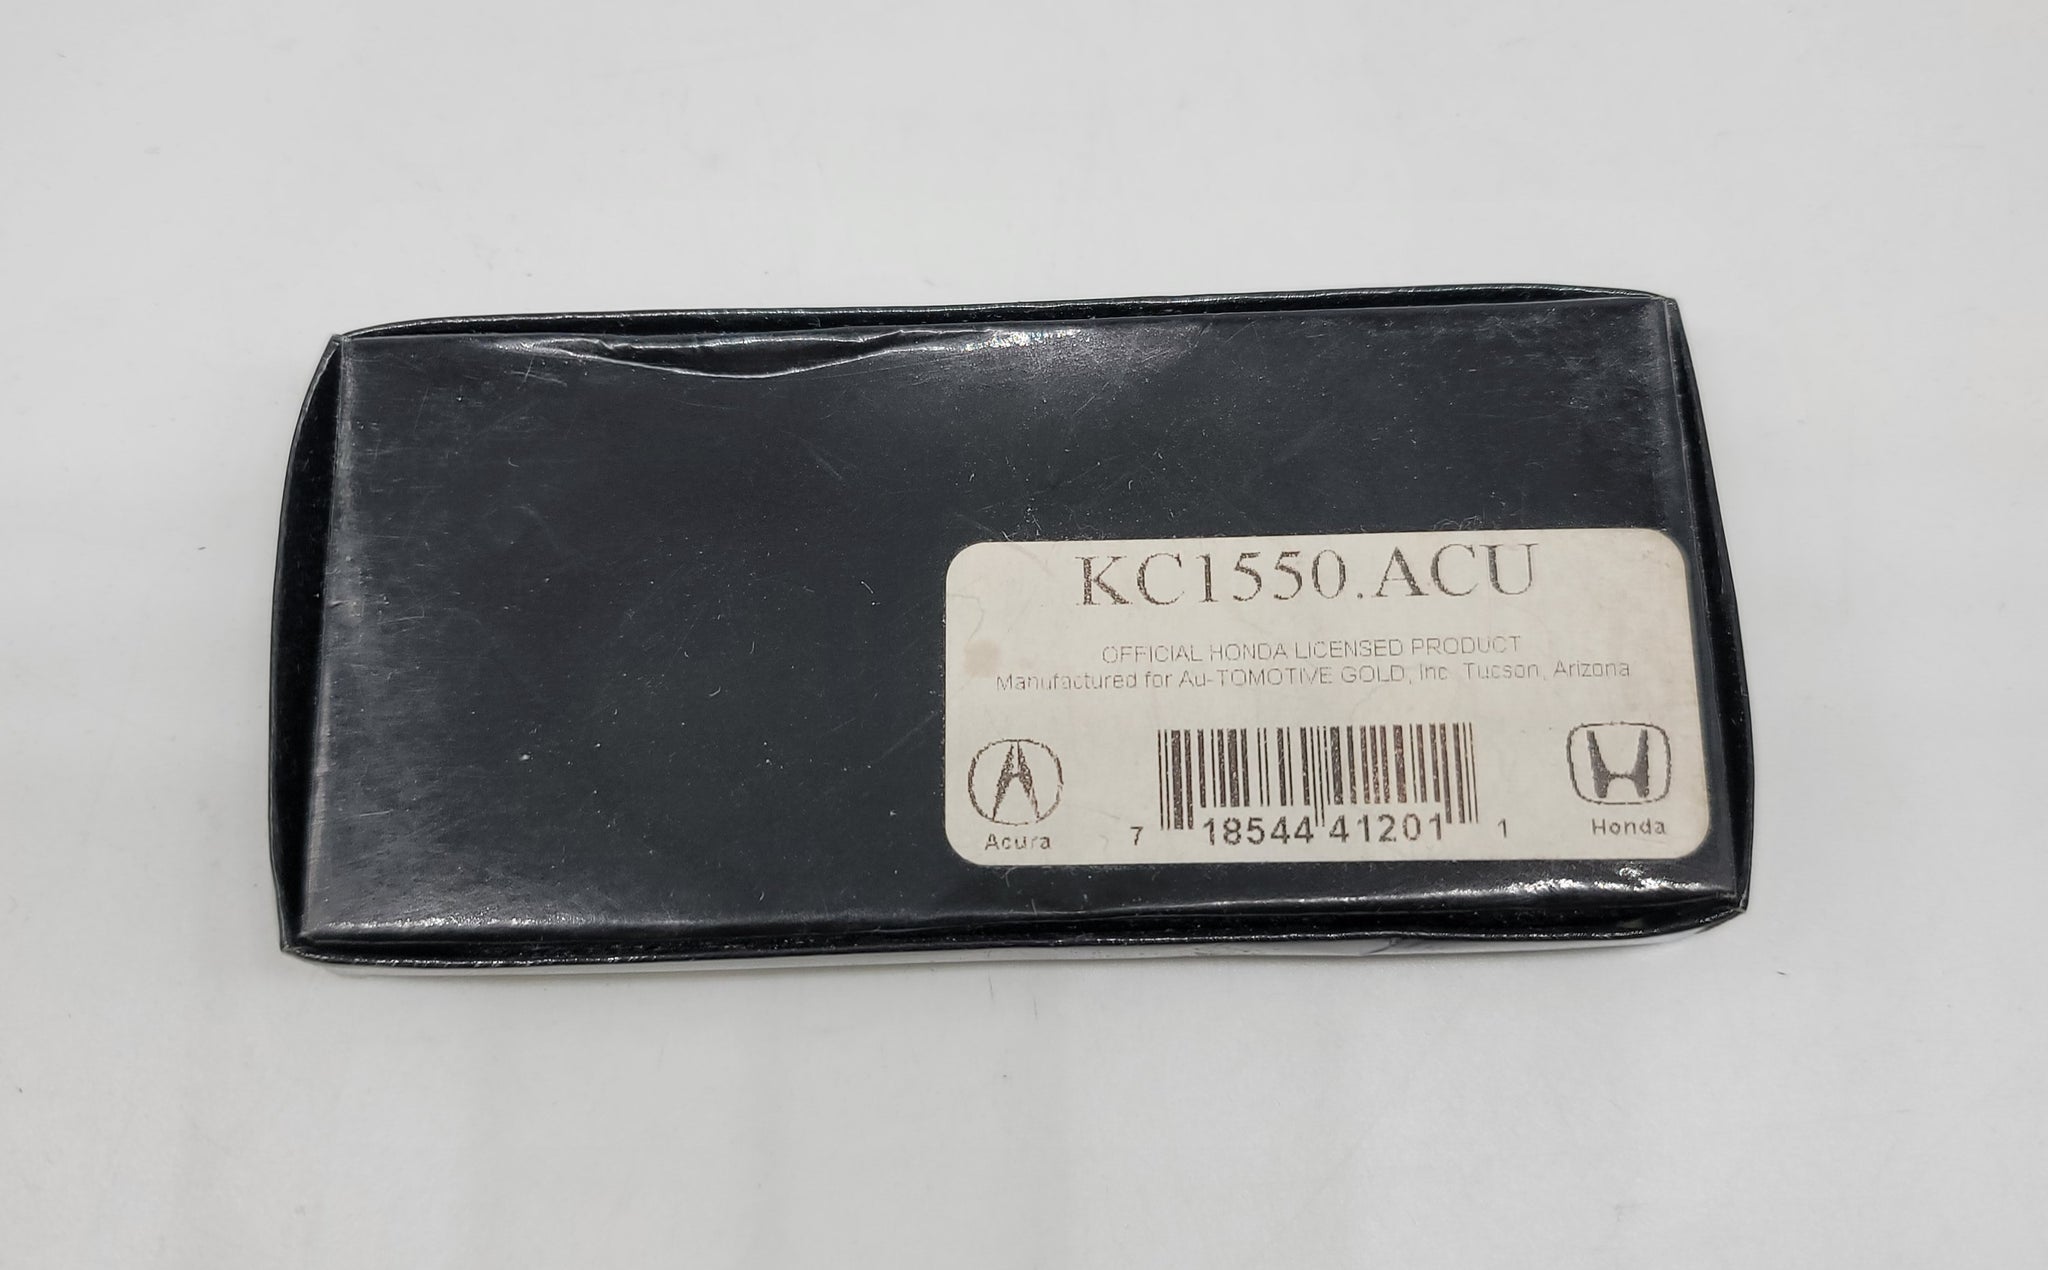 KC1550.ACU
OFFICIAL HONDA LICENSED PRODUCT
Manufactured for Au-TOMOTIVE GOLD, Inc. Tucson, Arizona
Acura
7 18544 41201 1
Honda